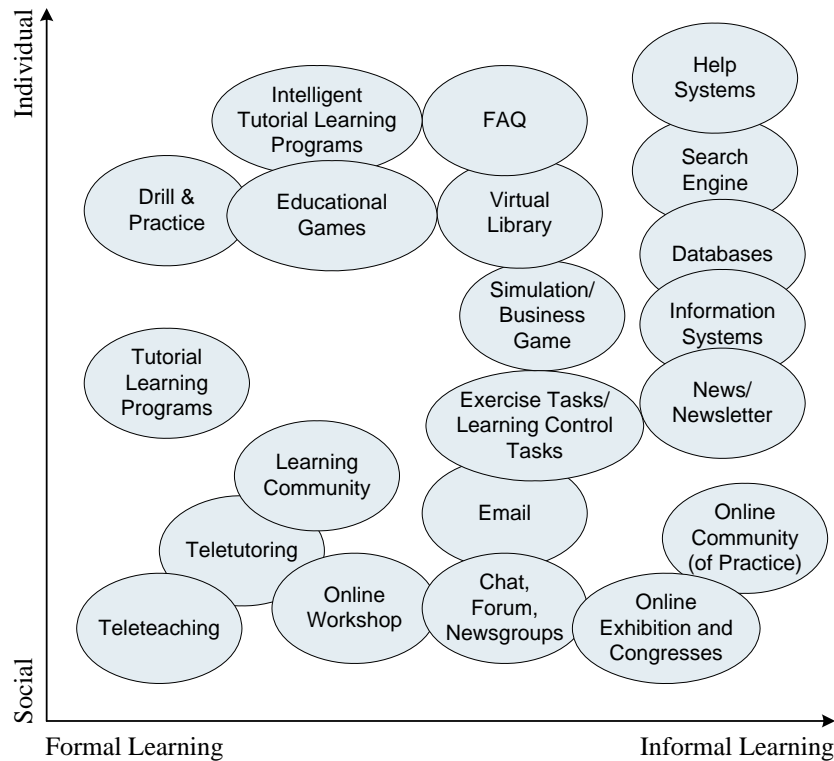 Individual
Help
Systems
Intelligent
Tutorial Learning
Programs
FAQ
Search
Engine
Drill &
Practice
Educational
Games
Virtual
Library
Databases
Simulation/
Business
Game
Information
Systems
Tutorial
Learning
Programs
Exercise Tasks/
Learning Control
Tasks
News/
Newsletter
Learning
Community
Email
Online
Community
(of Practice)
Teletutoring
Online
Workshop
Chat,
Forum,
Newsgroups
Online
Exhibition and
Congresses
Teleteaching
Social
Formal Learning
Informal Learning